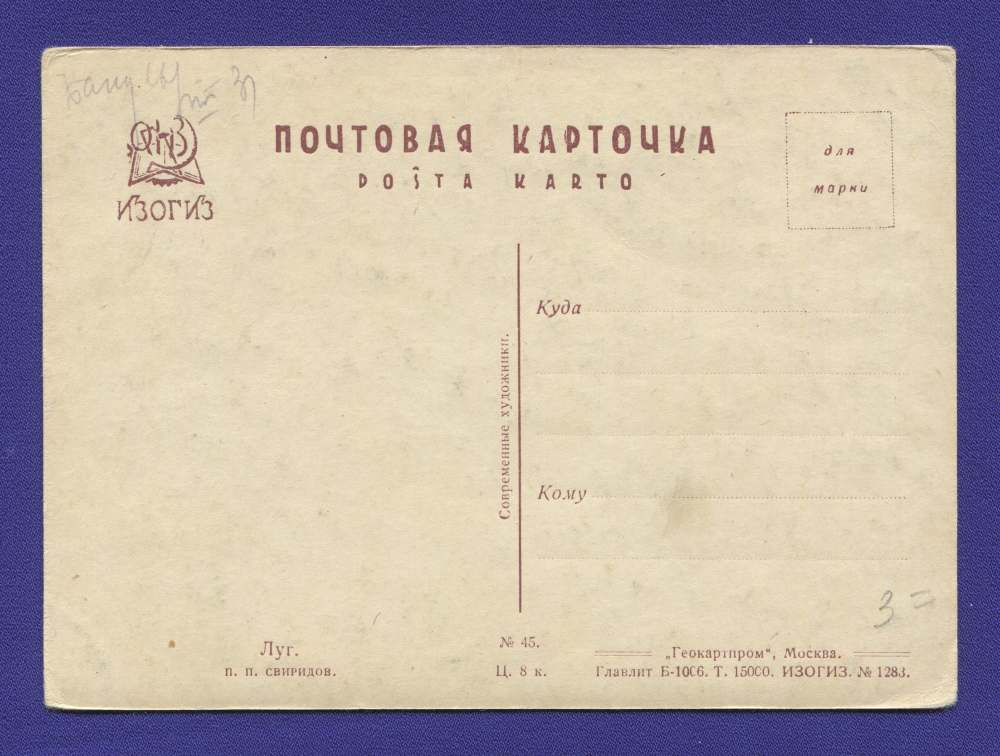 ОГИЗ
ИЗОГИЗ
ПОЧТОВАЯ КАРТОЧКА
POŜTA KARTO
для
марки
Куда
Современные художники.
Кому
3 =
Луг.
П. П. СВИРИДОВ.
№ 45.
Ц. 8 к.
„Геокартпром“, Москва.
Главлит Б-1006. Т. 15000. ИЗОГИЗ. № 1283.